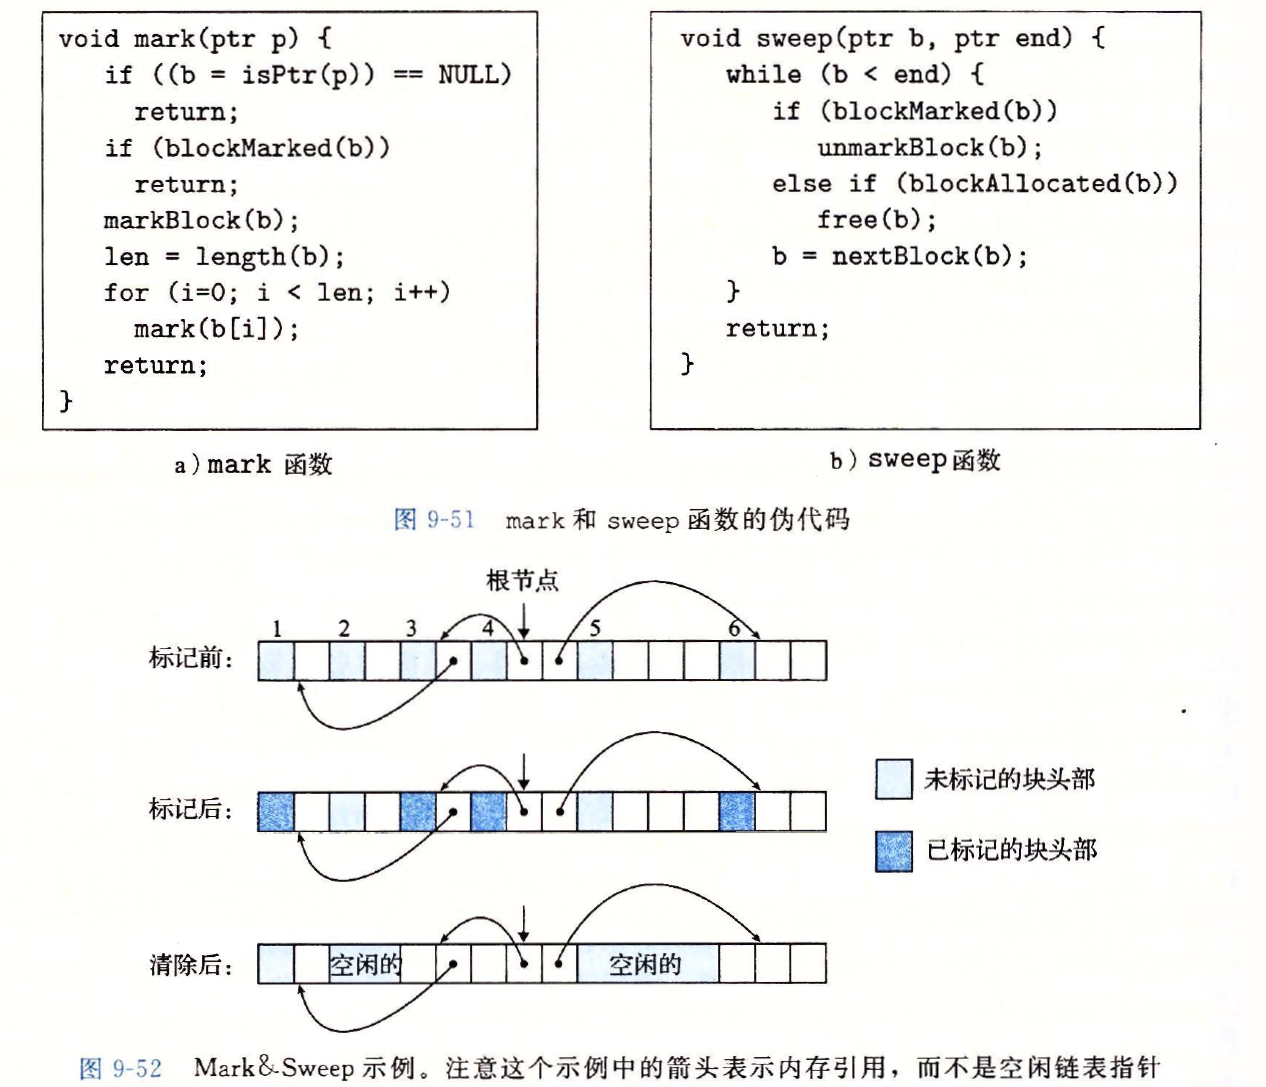 void mark(ptr p) {
if ((b = isPtr(p)) == NULL)
return;
if (blockMarked(b))
return;
markBlock(b);
len = length(b);
for (i=0; i < len; i++)
mark(b[i]);
return;
}
a)mark 函数
void sweep(ptr b, ptr end) {
while (b < end) {
if (blockMarked(b))
unmarkBlock(b);
else if (blockAllocated(b))
free(b);
b = nextBlock(b);
}
return;
}
b) sweep函数
图 9-51 mark 和 sweep 函数的伪代码
根节点
1 2 3 4 5 6
标记前:
标记后:
未标记的块头部
已标记的块头部
清除后: 空闲的 空闲的
图 9-52 Mark&Sweep 示例。注意这个示例中的箭头表示内存引用，而不是空闲链表指针